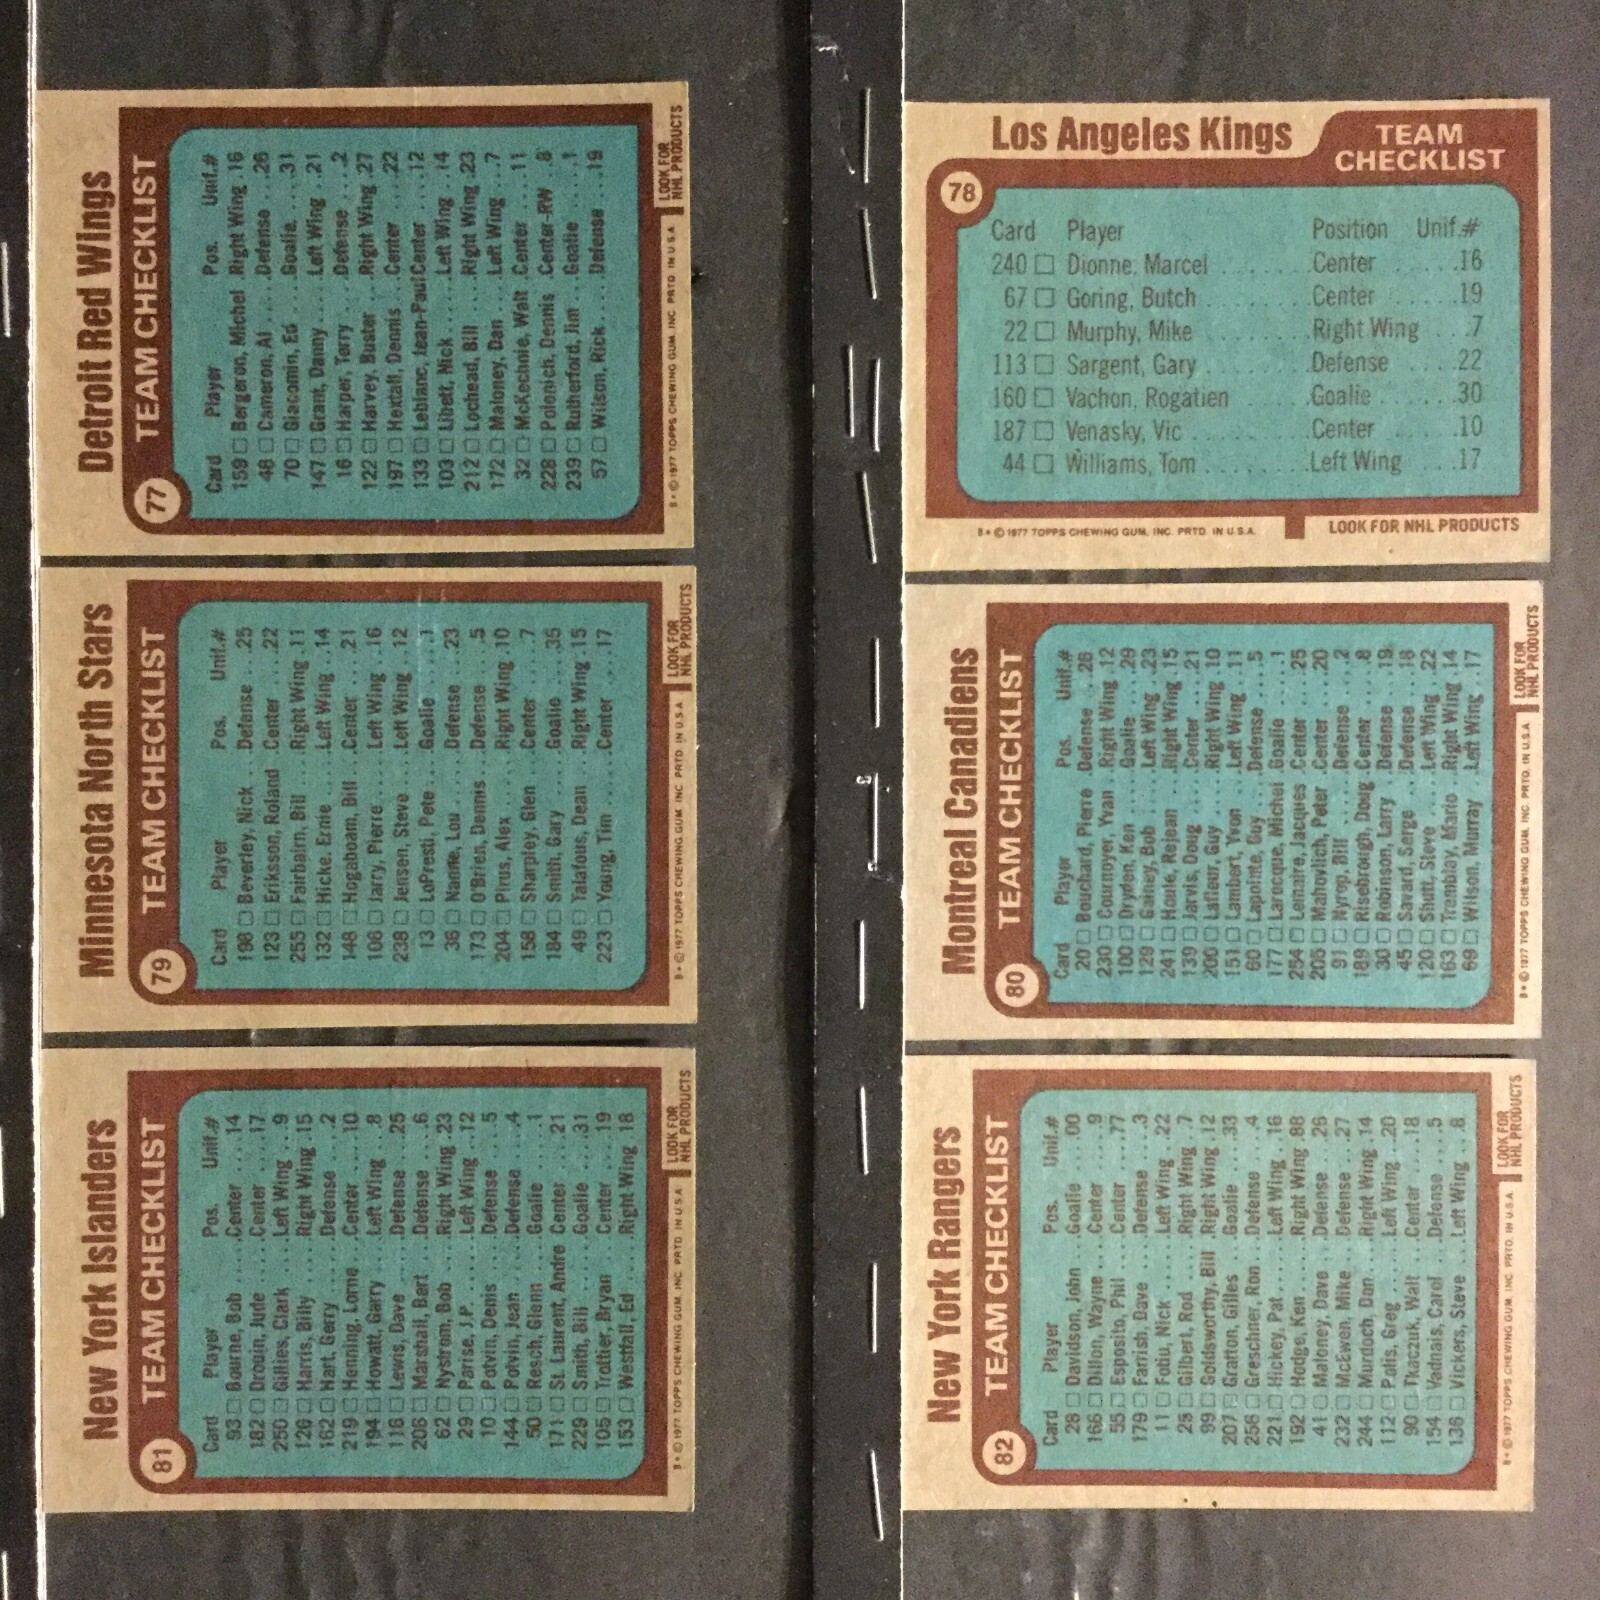 Detroit Red Wings
TEAM CHECKLIST
77
Card Player Pos. Unif.#
159 Bergeron, Michel Right Wing .16
48 Cameron, Al ....Defense ...26
70 Giacomin, Ed ....Goalie. ....31
147 Grant, Danny....Left Wing ..21
16 Harper, Terry ...Defense ....2
122 Harvey, Buster ...Right Wing .27
197 Hextall, Dennis ..Center ....22
133 Leblanc, Jean-Paul Center ...12
103 Libett, Nick......Left Wing ..14
212 Lochead, Bill ....Right Wing .23
172 Maloney, Dan ....Left Wing ...7
32 McKechnie, Walt Center ....11
228 Polonich, Dennis Center-RW .8
239 Rutherford, Jim ..Goalie .....1
57 Wilson, Rick.....Defense ...19
B* © 1977 TOPPS CHEWING GUM, INC. PRTD. IN U.S.A.
LOOK FOR
NHL PRODUCTS
Los Angeles Kings
TEAM
CHECKLIST
78
Card Player Position Unif.#
240 Dionne, Marcel .......Center ......16
67 Goring, Butch ........Center ......19
22 Murphy, Mike .......Right Wing ...7
113 Sargent, Gary ........Defense .....22
160 Vachon, Rogatien .....Goalie ......30
187 Venasky, Vic .........Center ......10
44 Williams, Tom ........Left Wing ...17
B* © 1977 TOPPS CHEWING GUM, INC. PRTD. IN U.S.A.
LOOK FOR NHL PRODUCTS
Minnesota North Stars
TEAM CHECKLIST
79
Card Player Pos. Unif.#
198 Beverley, Nick ...Defense ...25
123 Eriksson, Roland Center ....22
255 Fairbairn, Bill ....Right Wing .11
132 Hicke, Ernie .....Left Wing ..14
148 Hogaboam, Bill ..Center ....21
106 Jarry, Pierre......Left Wing ..16
238 Jensen, Steve ....Left Wing ..12
13 LoPresti, Pete ....Goalie .....1
36 Nanne, Lou .....Defense ...23
173 O'Brien, Dennis ..Defense ....5
204 Pirus, Alex ......Right Wing .10
158 Sharpley, Glen ...Center .....7
184 Smith, Gary .....Goalie .....35
49 Talafous, Dean ...Right Wing .15
223 Young, Tim ......Center ....17
B* © 1977 TOPPS CHEWING GUM, INC. PRTD. IN U.S.A.
LOOK FOR
NHL PRODUCTS
Montreal Canadiens
TEAM CHECKLIST
80
Card Player Pos. Unif.#
20 Bouchard, Pierre .Defense ...26
230 Cournoyer, Yvan .Right Wing .12
100 Dryden, Ken .....Goalie ....29
129 Gainey, Bob .....Left Wing ..23
241 Houle, Rejean ....Right Wing .15
139 Jarvis, Doug .....Center ....21
200 Lafleur, Guy .....Right Wing .10
151 Lambert, Yvon ...Left Wing ..11
60 Lapointe, Guy ....Defense ....5
177 Larocque, Michel Goalie .....1
254 Lemaire, Jacques Center ....25
205 Mahovlich, Peter .Center ....20
91 Nyrop, Bill ......Defense ....2
189 Risebrough, Doug Center .....8
30 Robinson, Larry ..Defense ...19
45 Savard, Serge ....Defense ...18
120 Shutt, Steve .....Left Wing ..22
163 Tremblay, Mario ..Right Wing .14
69 Wilson, Murray ..Left Wing ..17
B* © 1977 TOPPS CHEWING GUM, INC. PRTD. IN U.S.A.
LOOK FOR
NHL PRODUCTS
New York Islanders
TEAM CHECKLIST
81
Card Player Pos. Unif.#
93 Bourne, Bob .....Center ....14
182 Drouin, Jude .....Center ....17
250 Gillies, Clark .....Left Wing ...9
126 Harris, Billy .....Right Wing .15
162 Hart, Gerry .....Defense ....2
219 Henning, Lorne ..Center ....10
194 Howatt, Garry ...Left Wing ...8
116 Lewis, Dave .....Defense ...25
206 Marshall, Bert ...Defense ....6
62 Nystrom, Bob ....Right Wing 23
29 Parise, J.P. ......Left Wing ..12
10 Potvin, Denis ....Defense ....5
144 Potvin, Jean .....Defense ....4
50 Resch, Glenn ....Goalie .....1
171 St. Laurent, Andre Center ....21
229 Smith, Bill ......Goalie ....31
105 Trottier, Bryan ...Center ....19
153 Westfall, Ed .....Right Wing 18
B* © 1977 TOPPS CHEWING GUM, INC. PRTD. IN U.S.A.
LOOK FOR
NHL PRODUCTS
New York Rangers
TEAM CHECKLIST
82
Card Player Pos. Unif.#
28 Davidson, John ...Goalie ....00
166 Dillon, Wayne ....Center .....9
55 Esposito, Phil ....Center ....77
179 Farrish, Dave ....Defense ....3
11 Fotiu, Nick ......Left Wing ..22
25 Gilbert, Rod .....Right Wing .7
99 Goldsworthy, Bill .Right Wing .12
207 Gratton, Gilles ...Goalie ....33
256 Greschner, Ron ..Defense ....4
221 Hickey, Pat ......Left Wing ..16
192 Hodge, Ken ......Right Wing .88
41 Maloney, Dave ...Defense ...26
232 McEwen, Mike ...Defense ...27
244 Murdoch, Don....Right Wing .14
112 Polis, Greg ......Left Wing ..20
90 Tkaczuk, Walt ....Center ....18
154 Vadnais, Carol ...Defense ....5
136 Vickers, Steve ....Left Wing ...8
B* © 1977 TOPPS CHEWING GUM, INC. PRTD. IN U.S.A.
LOOK FOR
NHL PRODUCTS